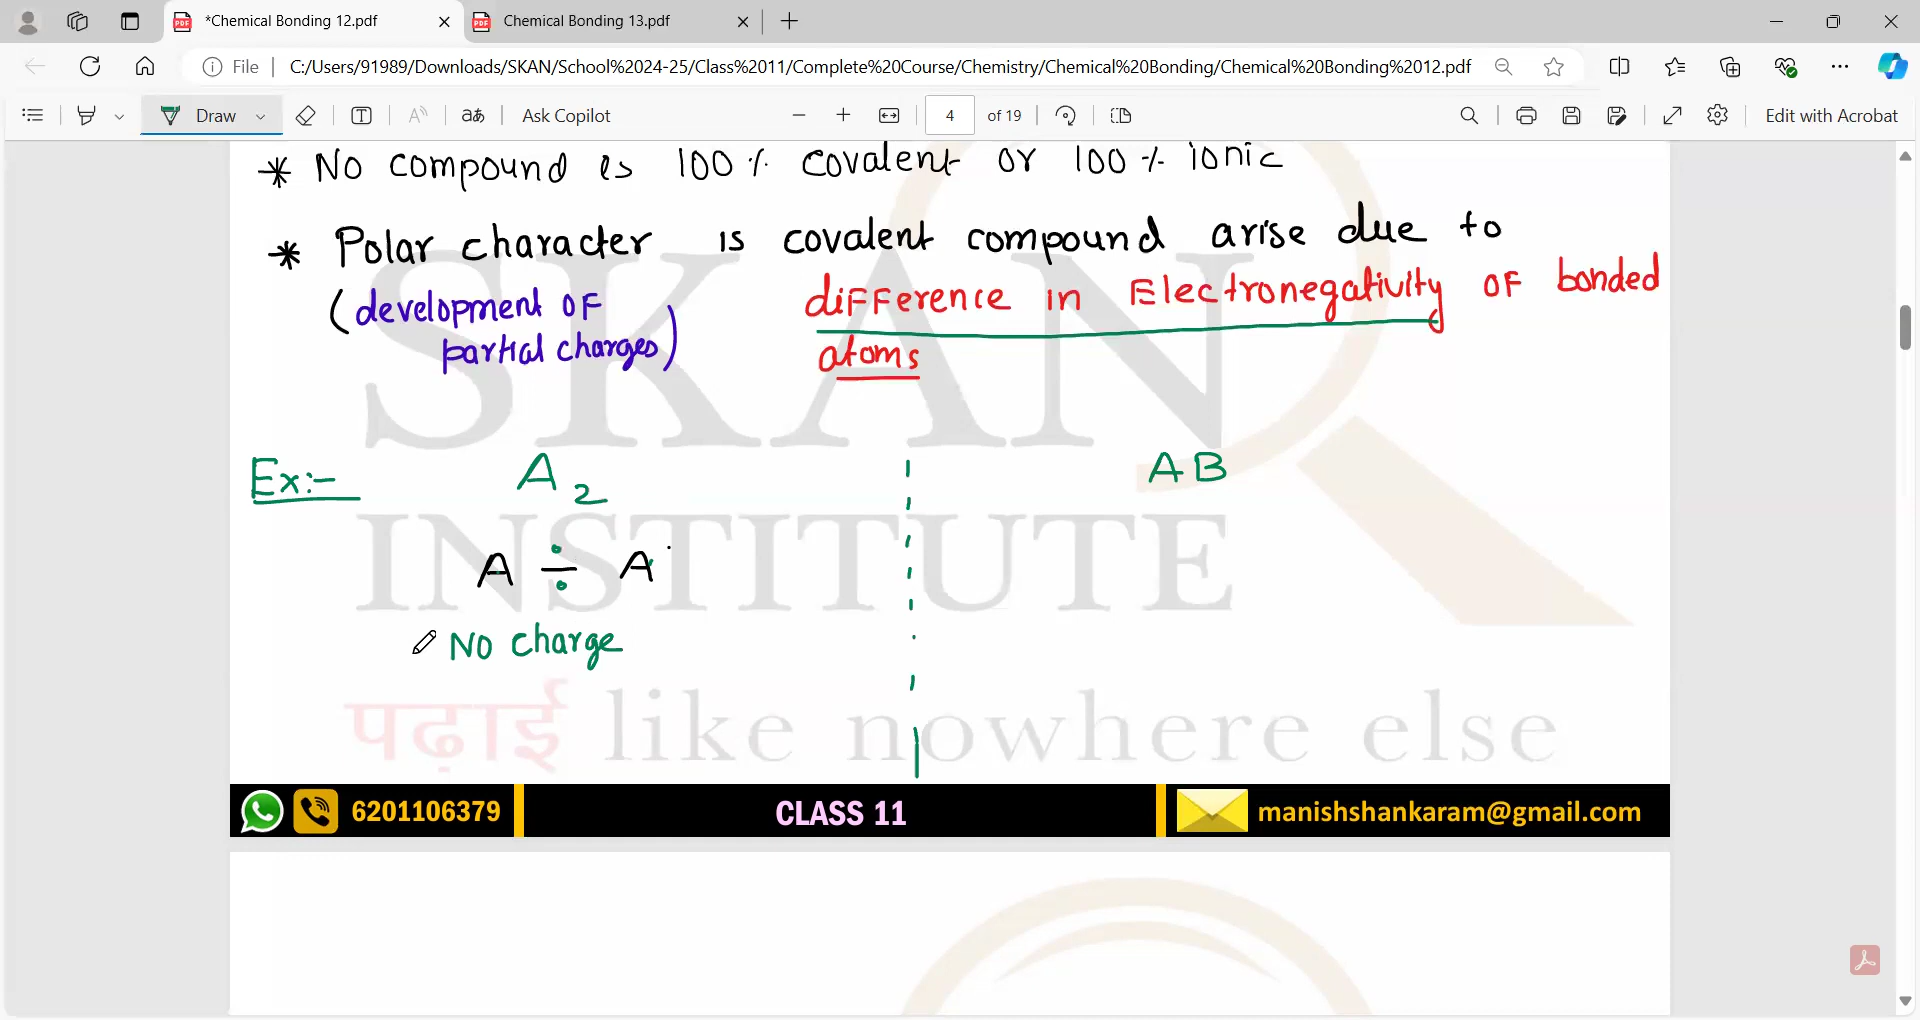 *Chemical Bonding 12.pdf
Chemical Bonding 13.pdf
File
C:/Users/91989/Downloads/SKAN/School%2024-25/Class%2011/Complete%20Course/Chemistry/Chemical%20Bonding/Chemical%20Bonding%2012.pdf
Draw
Ask Copilot
4 of 19
Edit with Acrobat
* No compound is 100% covalent or 100% ionic
* Polar character is covalent compound arise due to
(development of partial charges)
difference in Electronegativity of bonded
atoms
Ex:- A2
AB
A ÷ A
No charge
SKAN
INSTITUTE
पढ़ाई like nowhere else
6201106379
CLASS 11
manishshankaram@gmail.com